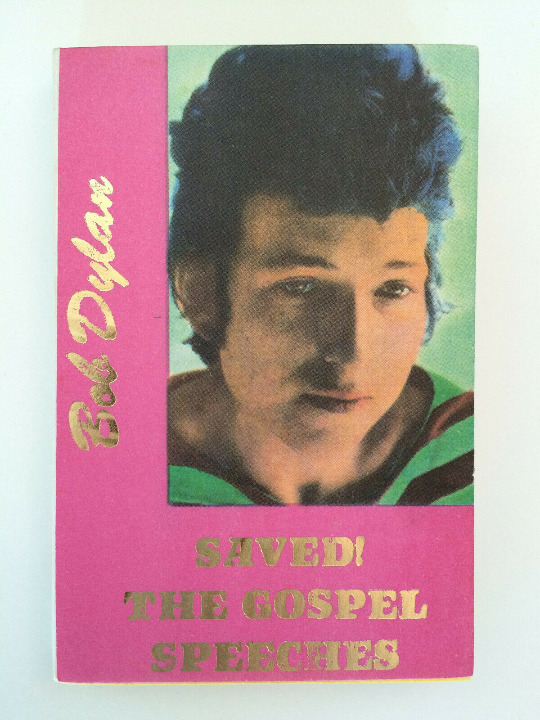 Bob Dylan
SAVED!
THE GOSPEL
SPEECHES